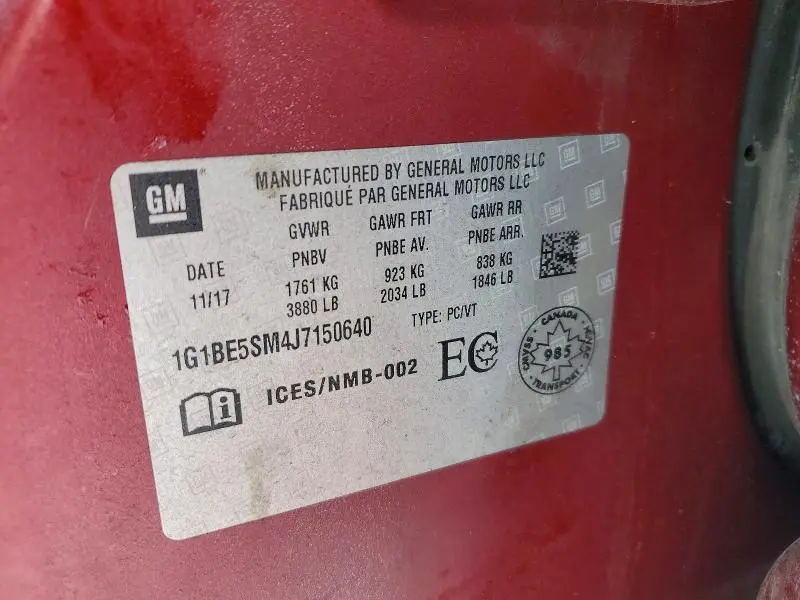 GM
MANUFACTURED BY GENERAL MOTORS LLC
FABRIQUÉ PAR GENERAL MOTORS LLC
GVWR GAWR FRT GAWR RR
DATE PNBV PNBE AV. PNBE ARR.
11/17 1761 KG 923 KG 838 KG
3880 LB 2034 LB 1846 LB
1G1BE5SM4J7150640 TYPE: PC/VT
i ICES/NMB-002 EC
CANADA
CMVSS 985 NSVAC
TRANSPORT